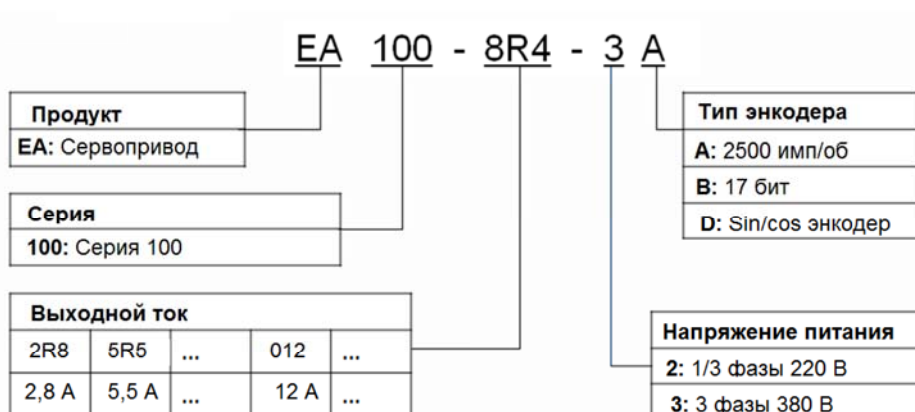 EA 100 - 8R4 - 3 A
Продукт
EA: Сервопривод
Серия
100: Серия 100
Выходной ток
2R8 5R5 ... 012 ...
2,8 А 5,5 А ... 12 А ...
Тип энкодера
A: 2500 имп/об
B: 17 бит
D: Sin/cos энкодер
Напряжение питания
2: 1/3 фазы 220 В
3: 3 фазы 380 В